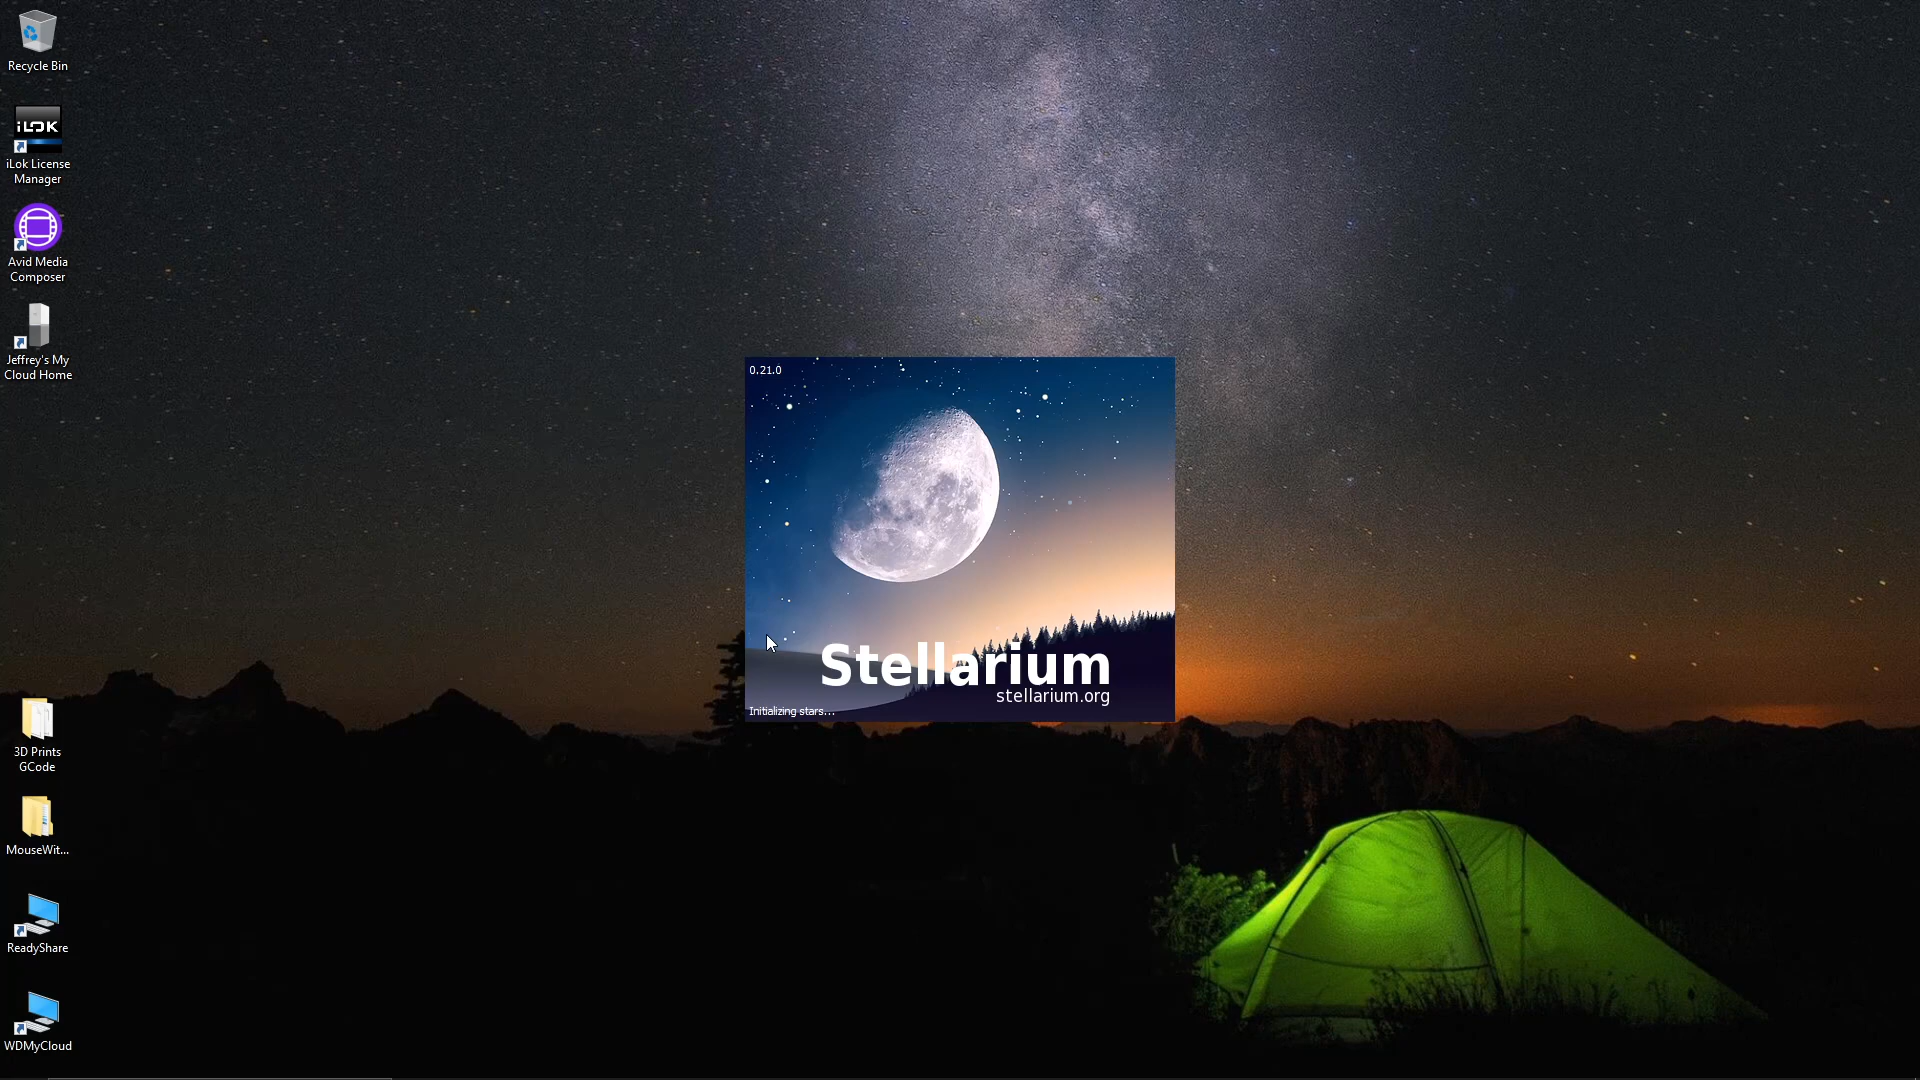 Recycle Bin
iLOK
iLok License
Manager
Avid Media
Composer
Jeffrey's My
Cloud Home
3D Prints
GCode
MouseWit...
ReadyShare
WDMyCloud
0.21.0
Stellarium
stellarium.org
Initializing stars...